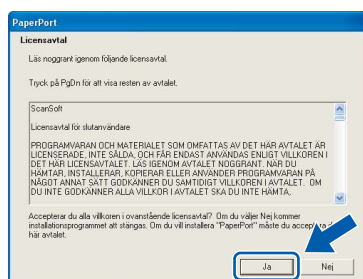 PaperPort
Licensavtal
Läs noggrant igenom följande licensavtal.
Tryck på PgDn för att visa resten av avtalet.
ScanSoft
Licensavtal för slutanvändare
PROGRAMVARAN OCH MATERIALET SOM OMFATTAS AV DET HÄR AVTALET ÄR
LICENSERADE, INTE SÅLDA, OCH FÅR ENDAST ANVÄNDAS ENLIGT VILLKOREN I
DET HÄR LICENSAVTALET. LÄS IGENOM AVTALET NOGGRANT. NÄR DU
HÄMTAR, INSTALLERAR, KOPIERAR ELLER ANVÄNDER PROGRAMVARAN PÅ
NÅGOT ANNAT SÄTT GODKÄNNER DU SAMTIDIGT VILLKOREN I AVTALET. OM
DU INTE GODKÄNNER ALLA VILLKOR I AVTALET SKA DU INTE HÄMTA,
Accepterar du alla villkoren i ovanstående licensavtal? Om du väljer Nej kommer
installationsprogrammet att stängas. Om du vill installera "PaperPort" måste du acceptera
här avtalet.
Ja
Nej